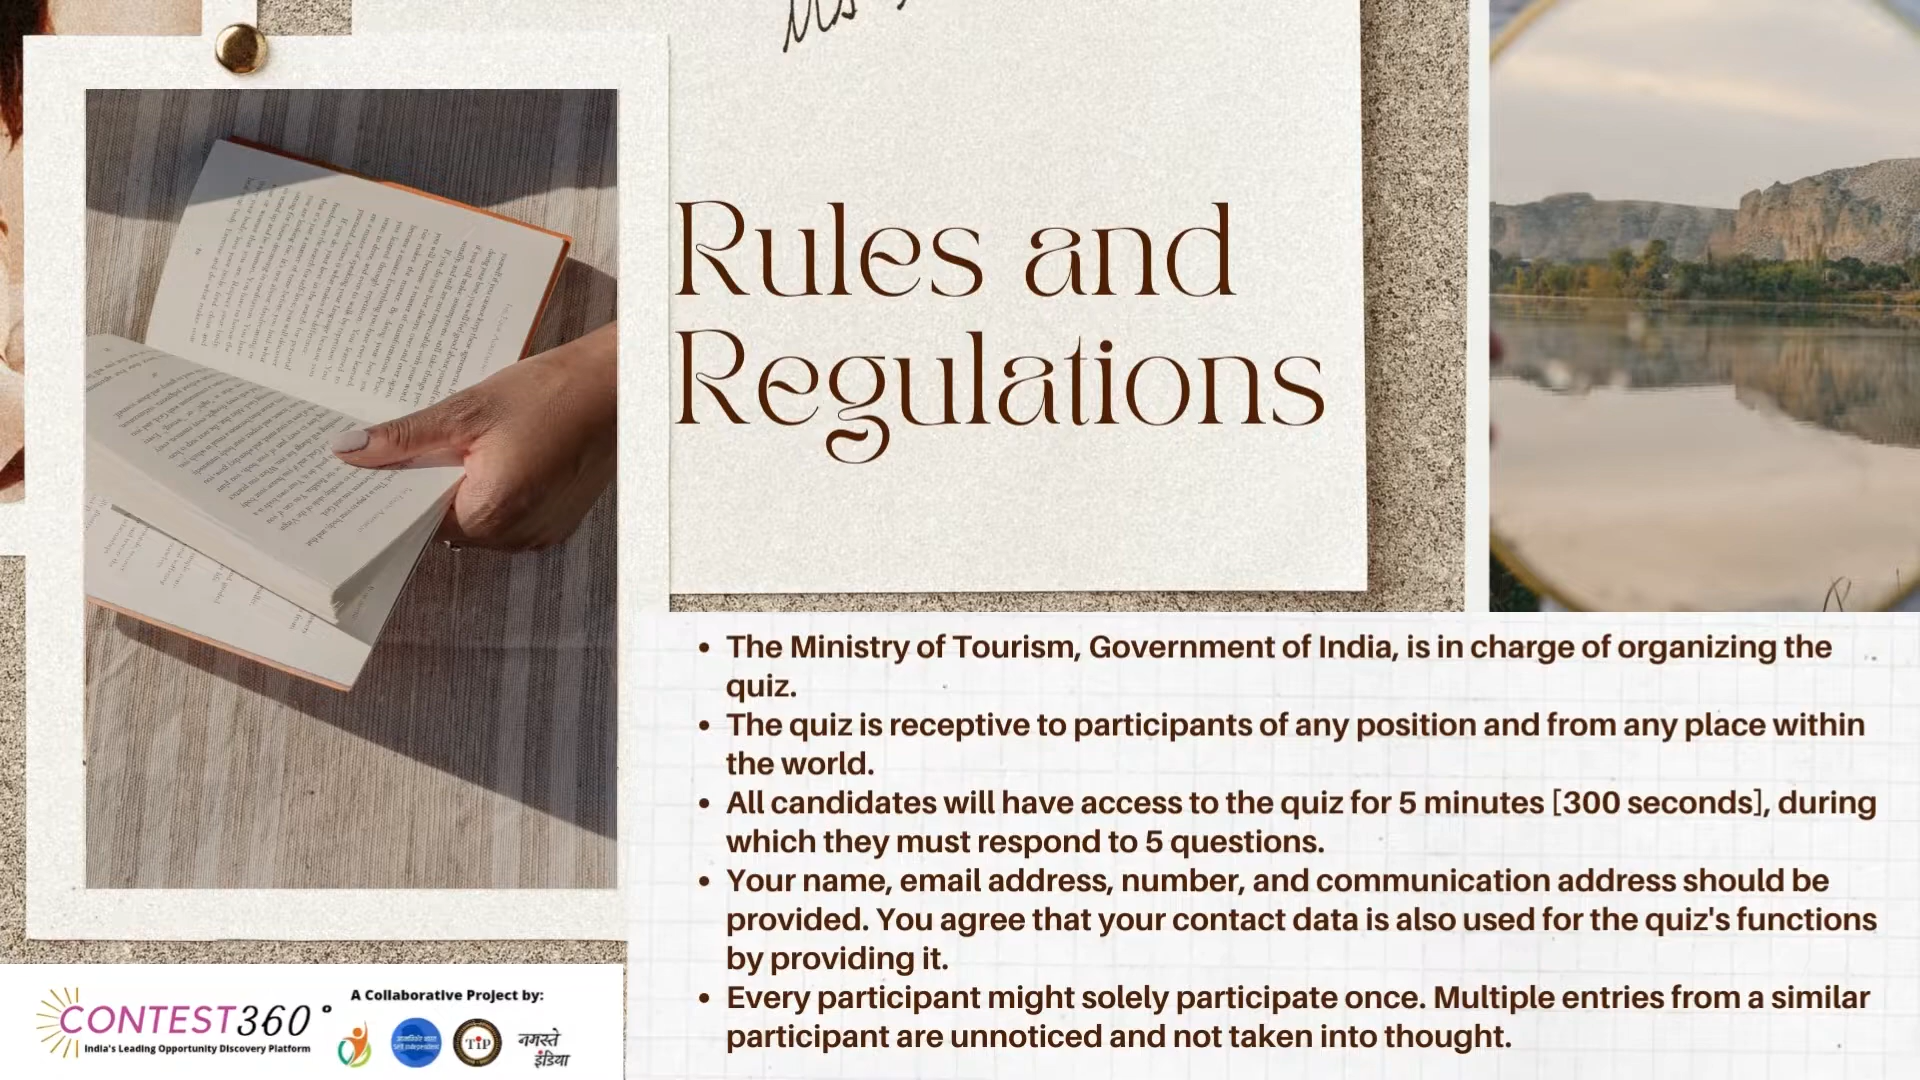 Rules and
Regulations
• The Ministry of Tourism, Government of India, is in charge of organizing the
quiz.
• The quiz is receptive to participants of any position and from any place within
the world.
• All candidates will have access to the quiz for 5 minutes [300 seconds], during
which they must respond to 5 questions.
• Your name, email address, number, and communication address should be
provided. You agree that your contact data is also used for the quiz's functions
by providing it.
• Every participant might solely participate once. Multiple entries from a similar
participant are unnoticed and not taken into thought.
CONTEST360°
India's Leading Opportunity Discovery Platform
A Collaborative Project by:
TIP
नमस्ते
इंडिया